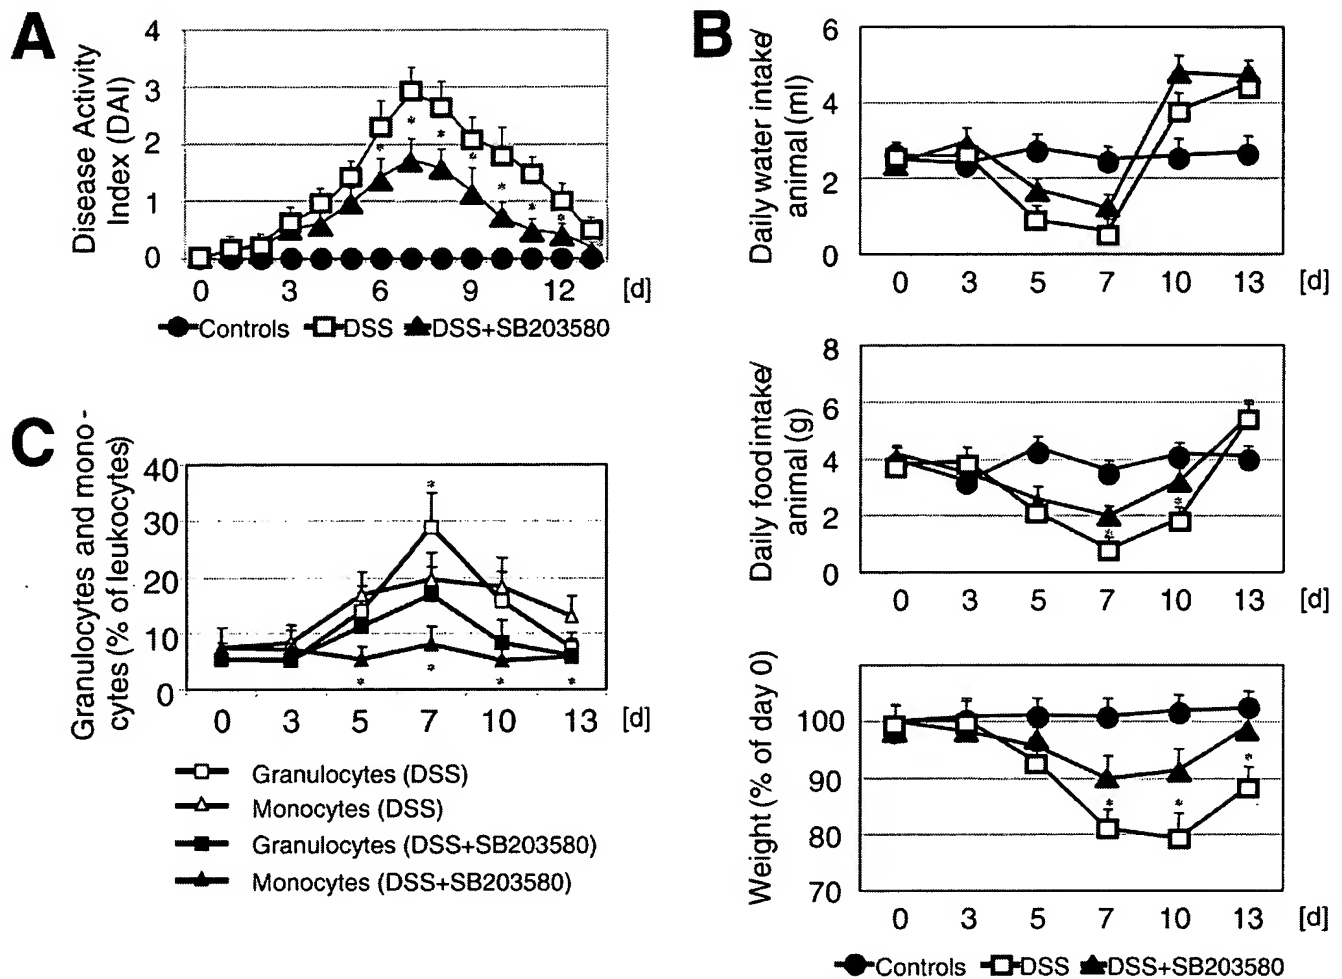 A
Disease Activity
Index (DAI)
4
3
2
1
0
0 3 6 9 12 [d]
Controls DSS DSS+SB203580
B
Daily water intake/
animal (ml)
6
4
2
0
0 3 5 7 10 13 [d]
Daily foodintake/
animal (g)
8
6
4
2
0
0 3 5 7 10 13 [d]
Weight (% of day 0)
100
90
80
70
0 3 5 7 10 13 [d]
Controls DSS DSS+SB203580
C
Granulocytes and mono-
cytes (% of leukocytes)
40
30
20
10
0
0 3 5 7 10 13 [d]
Granulocytes (DSS)
Monocytes (DSS)
Granulocytes (DSS+SB203580)
Monocytes (DSS+SB203580)